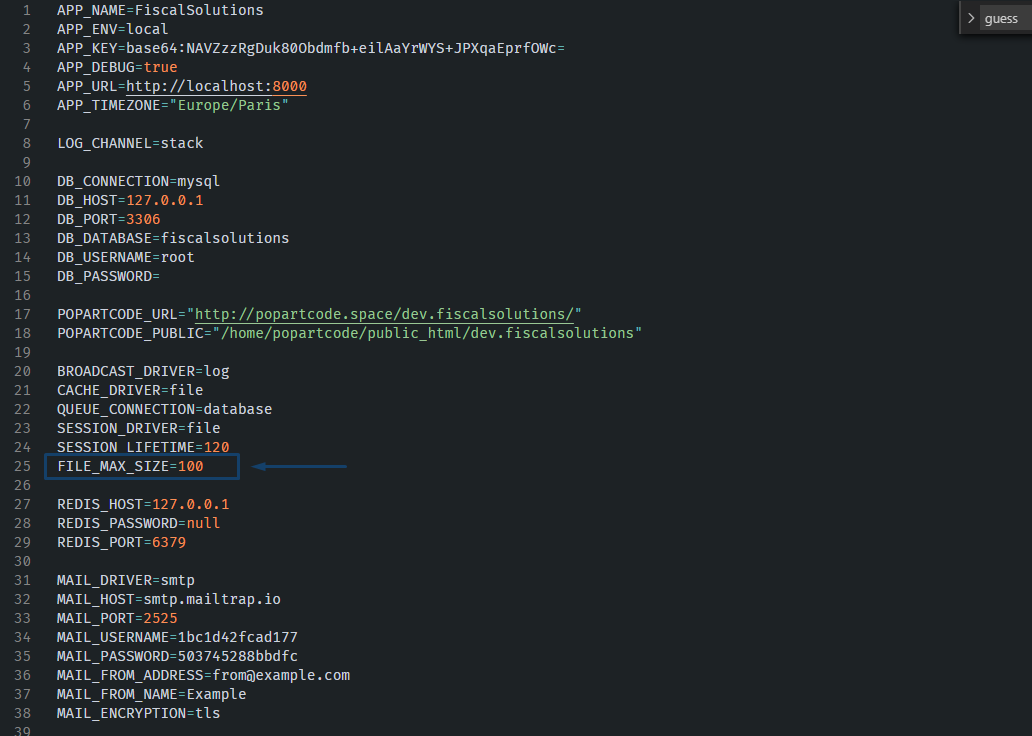 guess
1 APP_NAME=FiscalSolutions
2 APP_ENV=local
3 APP_KEY=base64:NAVZzzRgDuk80Obdmfb+eilAaYrWYS+JPXqaEprfOWc=
4 APP_DEBUG=true
5 APP_URL=http://localhost:8000
6 APP_TIMEZONE="Europe/Paris"
7
8 LOG_CHANNEL=stack
9
10 DB_CONNECTION=mysql
11 DB_HOST=127.0.0.1
12 DB_PORT=3306
13 DB_DATABASE=fiscalsolutions
14 DB_USERNAME=root
15 DB_PASSWORD=
16
17 POPARTCODE_URL="http://popartcode.space/dev.fiscalsolutions/"
18 POPARTCODE_PUBLIC="/home/popartcode/public_html/dev.fiscalsolutions"
19
20 BROADCAST_DRIVER=log
21 CACHE_DRIVER=file
22 QUEUE_CONNECTION=database
23 SESSION_DRIVER=file
24 SESSION_LIFETIME=120
25 FILE_MAX_SIZE=100
26
27 REDIS_HOST=127.0.0.1
28 REDIS_PASSWORD=null
29 REDIS_PORT=6379
30
31 MAIL_DRIVER=smtp
32 MAIL_HOST=smtp.mailtrap.io
33 MAIL_PORT=2525
34 MAIL_USERNAME=1bc1d42fcad177
35 MAIL_PASSWORD=503745288bbdfc
36 MAIL_FROM_ADDRESS=from@example.com
37 MAIL_FROM_NAME=Example
38 MAIL_ENCRYPTION=tls
39